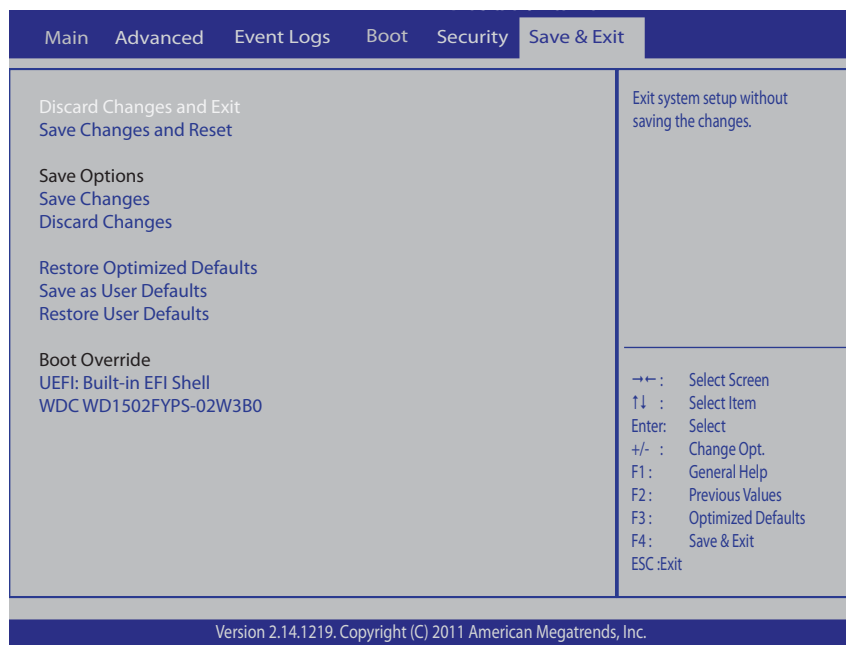 Main Advanced Event Logs Boot Security Save & Exit
Discard Changes and Exit
Save Changes and Reset
Save Options
Save Changes
Discard Changes
Restore Optimized Defaults
Save as User Defaults
Restore User Defaults
Boot Override
UEFI: Built-in EFI Shell
WDC WD1502FYPS-02W3B0
Exit system setup without
saving the changes.
→← : Select Screen
↑↓ : Select Item
Enter: Select
+/- : Change Opt.
F1 : General Help
F2 : Previous Values
F3 : Optimized Defaults
F4 : Save & Exit
ESC :Exit
Version 2.14.1219. Copyright (C) 2011 American Megatrends, Inc.